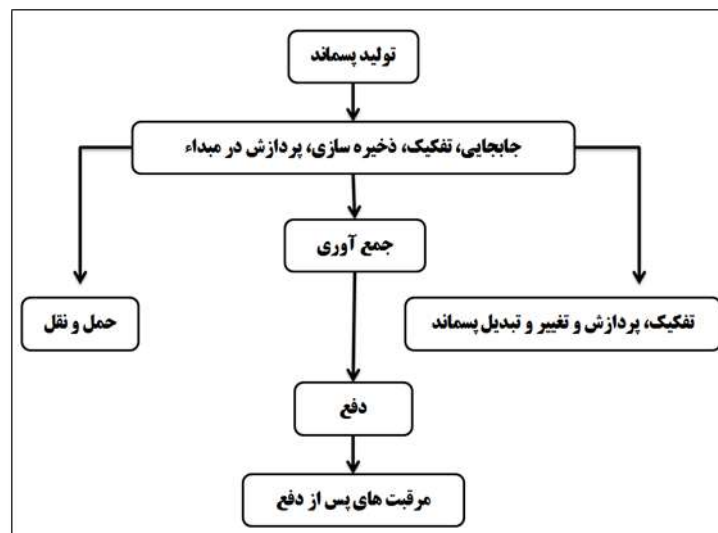 تولید پسماند
جابجایی، تفکیک، ذخیره سازی، پردازش در مبداء
جمع آوری
تفکیک، پردازش و تغییر و تبدیل پسماند
حمل و نقل
دفع
مرقبت های پس از دفع